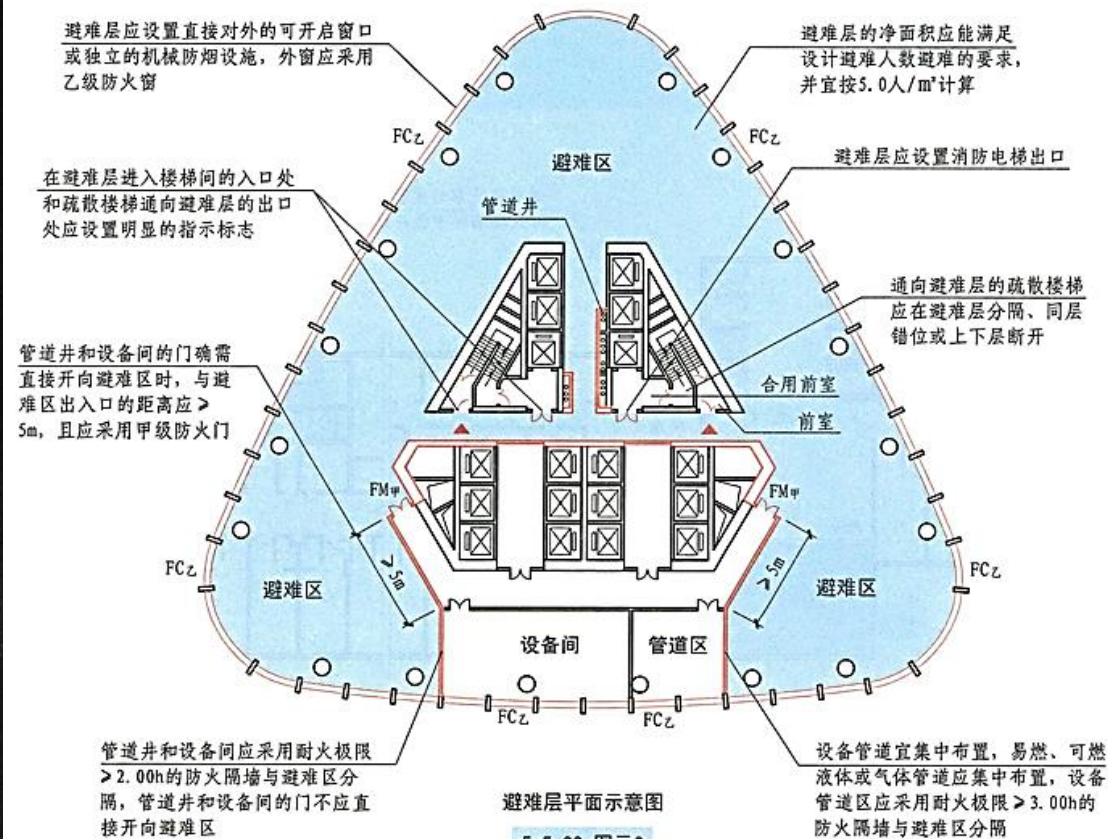 避难层应设置直接对外的可开启窗口
或独立的机械防烟设施，外窗应采用
乙级防火窗
避难层的净面积应能满足
设计避难人数避难的要求，
并宜按5.0人/m²计算
FC乙
FC乙
避难区
避难层应设置消防电梯出口
在避难层进入楼梯间的入口处
和疏散楼梯通向避难层的出口
处应设置明显的指示标志
管道井
通向避难层的疏散楼梯
应在避难层分隔、同层
错位或上下层断开
管道井和设备间的门确需
直接开向避难区时，与避
难区出入口的距离应≥
5m，且应采用甲级防火门
合用前室
前室
FM甲
FM甲
≥5m
≥5m
FC乙
FC乙
避难区
避难区
设备间
管道区
FC乙
FC乙
管道井和设备间应采用耐火极限
≥2.00h的防火隔墙与避难区分
隔，管道井和设备间的门不应直
接开向避难区
设备管道宜集中布置，易燃、可燃
液体或气体管道应集中布置，设备
管道区应采用耐火极限≥3.00h的
防火隔墙与避难区分隔
避难层平面示意图